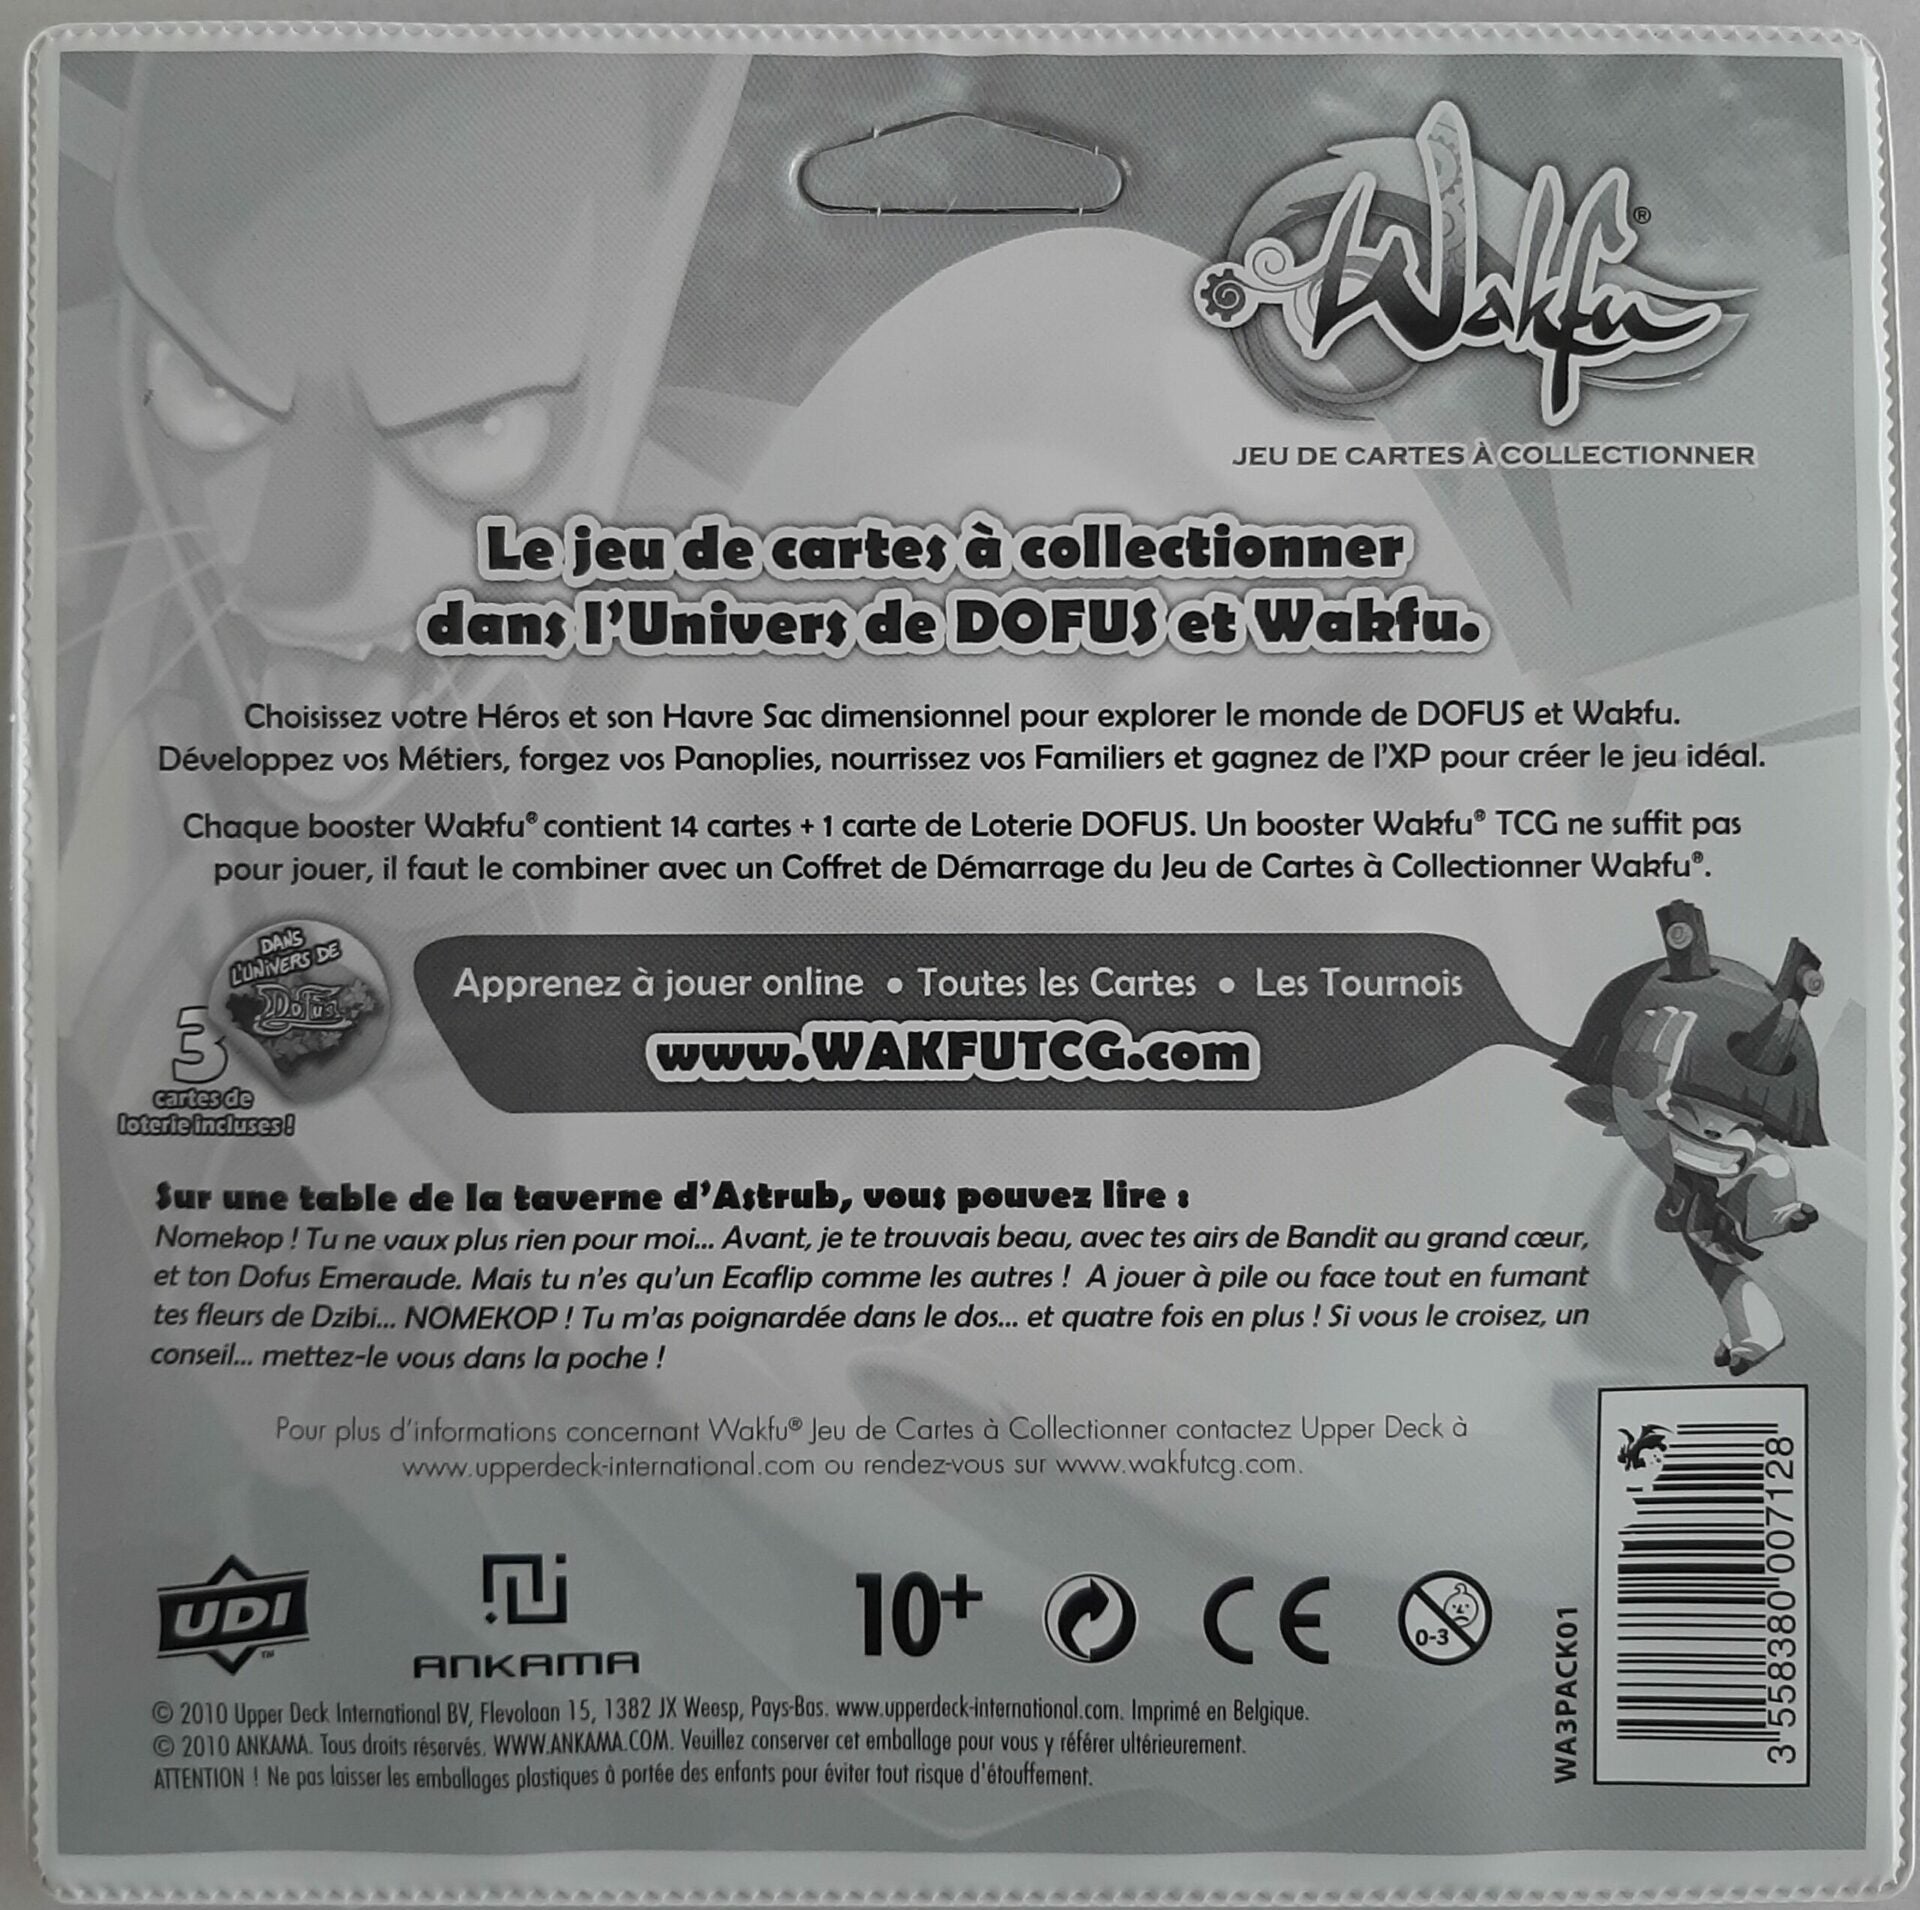 Wakfu®
JEU DE CARTES À COLLECTIONNER
Le jeu de cartes à collectionner
dans l'Univers de DOFUS et Wakfu.
Choisissez votre Héros et son Havre Sac dimensionnel pour explorer le monde de DOFUS et Wakfu.
Développez vos Métiers, forgez vos Panoplies, nourrissez vos Familiers et gagnez de l'XP pour créer le jeu idéal.
Chaque booster Wakfu® contient 14 cartes + 1 carte de Loterie DOFUS. Un booster Wakfu® TCG ne suffit pas
pour jouer, il faut le combiner avec un Coffret de Démarrage du Jeu de Cartes à Collectionner Wakfu®.
DANS
L'UNIVERS DE
DOFUS
3
cartes de
loterie incluses !
Apprenez à jouer online • Toutes les Cartes • Les Tournois
www.WAKFUTCG.com
Sur une table de la taverne d'Astrub, vous pouvez lire :
Nomekop ! Tu ne vaux plus rien pour moi... Avant, je te trouvais beau, avec tes airs de Bandit au grand cœur,
et ton Dofus Emeraude. Mais tu n'es qu'un Ecaflip comme les autres ! A jouer à pile ou face tout en fumant
tes fleurs de Dzibi... NOMEKOP ! Tu m'as poignardée dans le dos... et quatre fois en plus ! Si vous le croisez, un
conseil... mettez-le vous dans la poche !
Pour plus d'informations concernant Wakfu® Jeu de Cartes à Collectionner contactez Upper Deck à
www.upperdeck-international.com ou rendez-vous sur www.wakfutcg.com.
UDI™
ANKAMA
10+
CE
0-3
© 2010 Upper Deck International BV, Flevolaan 15, 1382 JX Weesp, Pays-Bas. www.upperdeck-international.com. Imprimé en Belgique.
© 2010 ANKAMA. Tous droits réservés. WWW.ANKAMA.COM. Veuillez conserver cet emballage pour vous y référer ultérieurement.
ATTENTION ! Ne pas laisser les emballages plastiques à portée des enfants pour éviter tout risque d'étouffement.
WA3PACK01
3 558380 007128